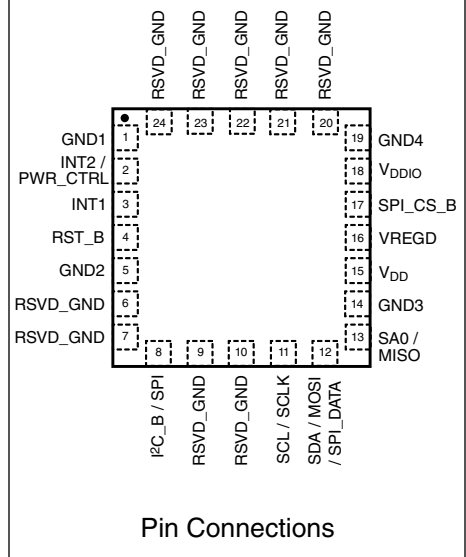 RSVD_GND
RSVD_GND
RSVD_GND
RSVD_GND
RSVD_GND
24
23
22
21
20
GND1
1
INT2 /
PWR_CTRL
2
INT1
3
RST_B
4
GND2
5
RSVD_GND
6
RSVD_GND
7
19
GND4
18
VDDIO
17
SPI_CS_B
16
VREGD
15
VDD
14
GND3
13
SA0 /
MISO
8
9
10
11
12
I²C_B / SPI
RSVD_GND
RSVD_GND
SCL / SCLK
SDA / MOSI
/ SPI_DATA
Pin Connections